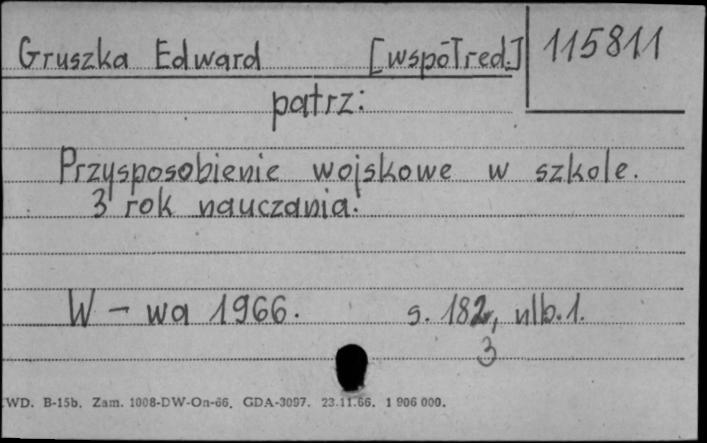 Gruszka Edward [współred.] 115811
patrz:
Przysposobienie wojskowe w szkole.
3 rok nauczania.
W-wa 1966. s. 182, nlb. 1.
3
WD. B-15b. Zam. 1008-DW-On-66. GDA-3097. 23.11.66. 1 906 000.